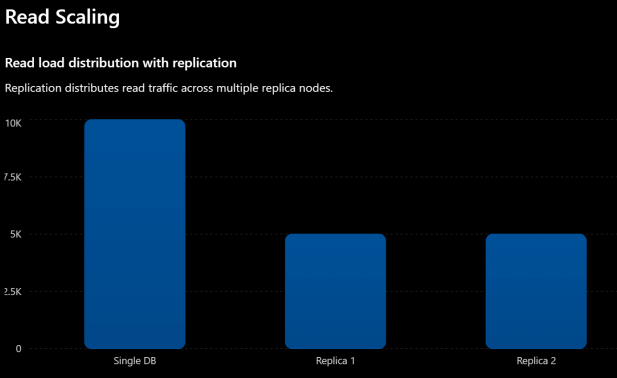 Read Scaling
Read load distribution with replication
Replication distributes read traffic across multiple replica nodes.
10K
7.5K
5K
2.5K
0
Single DB
Replica 1
Replica 2